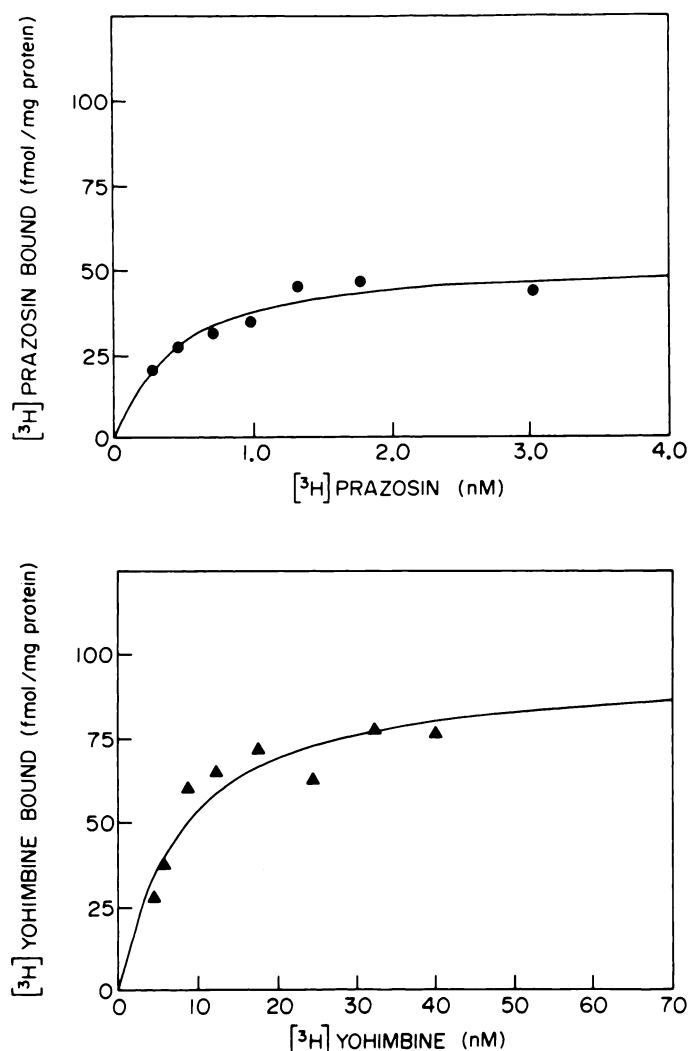 [³H] PRAZOSIN BOUND (fmol/mg protein)
100
75
50
25
0
0 1.0 2.0 3.0 4.0
[³H] PRAZOSIN (nM)
[³H] YOHIMBINE BOUND (fmol/mg protein)
100
75
50
25
0
0 10 20 30 40 50 60 70
[³H] YOHIMBINE (nM)